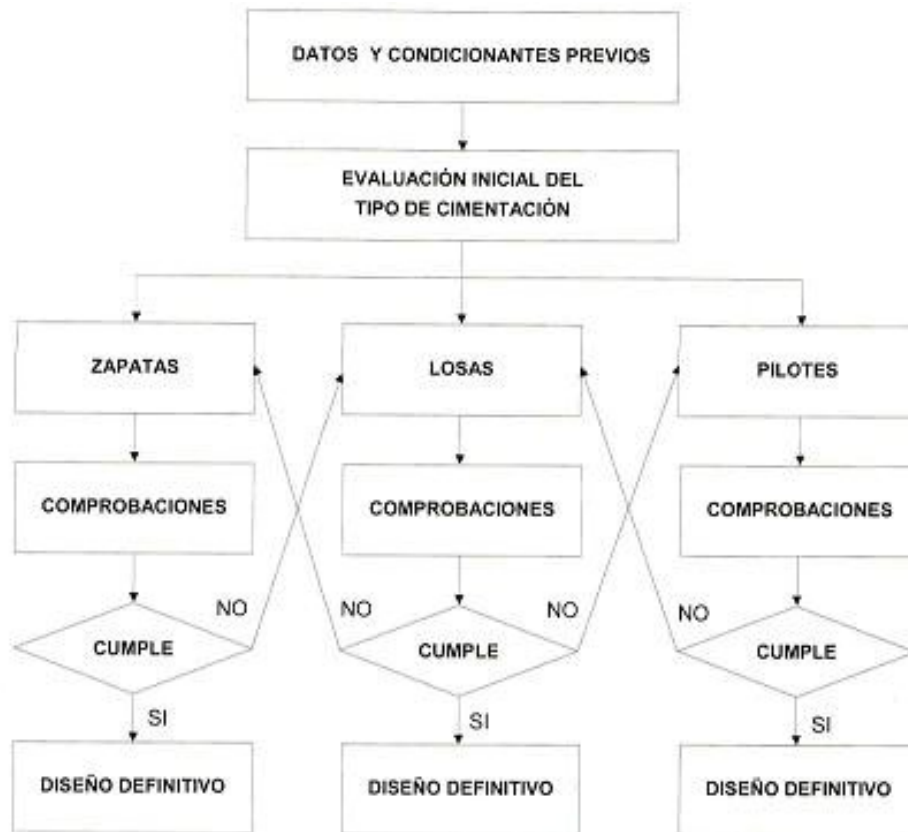 DATOS Y CONDICIONANTES PREVIOS
EVALUACIÓN INICIAL DEL
TIPO DE CIMENTACIÓN
ZAPATAS
LOSAS
PILOTES
COMPROBACIONES
COMPROBACIONES
COMPROBACIONES
NO
NO
NO
NO
CUMPLE
CUMPLE
CUMPLE
SI
SI
SI
DISEÑO DEFINITIVO
DISEÑO DEFINITIVO
DISEÑO DEFINITIVO